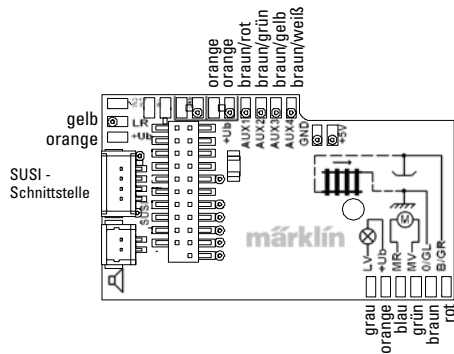 orange
orange
braun/rot
braun/grün
braun/gelb
braun/weiß
gelb
LR
orange
+Ub
+Ub
AUX1
AUX2
AUX3
AUX4
GND
+5V
SUSI -
Schnittstelle
SUSI
märklin
M
LV
+Ub
MR
MV
0/GL
B/GR
grau
orange
blau
grün
braun
rot